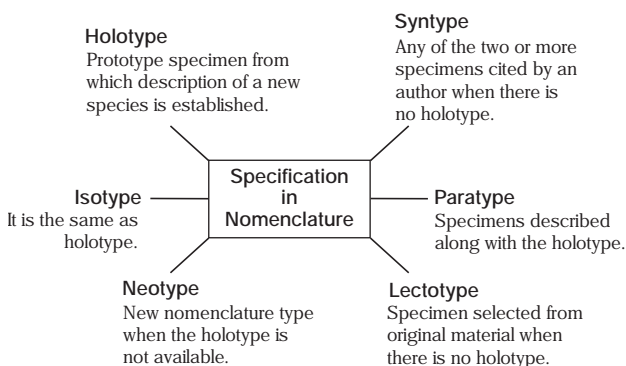 Holotype
Prototype specimen from
which description of a new
species is established.
Syntype
Any of the two or more
specimens cited by an
author when there is
no holotype.
Specification
in
Nomenclature
Isotype
It is the same as
holotype.
Paratype
Specimens described
along with the holotype.
Neotype
New nomenclature type
when the holotype is
not available.
Lectotype
Specimen selected from
original material when
there is no holotype.